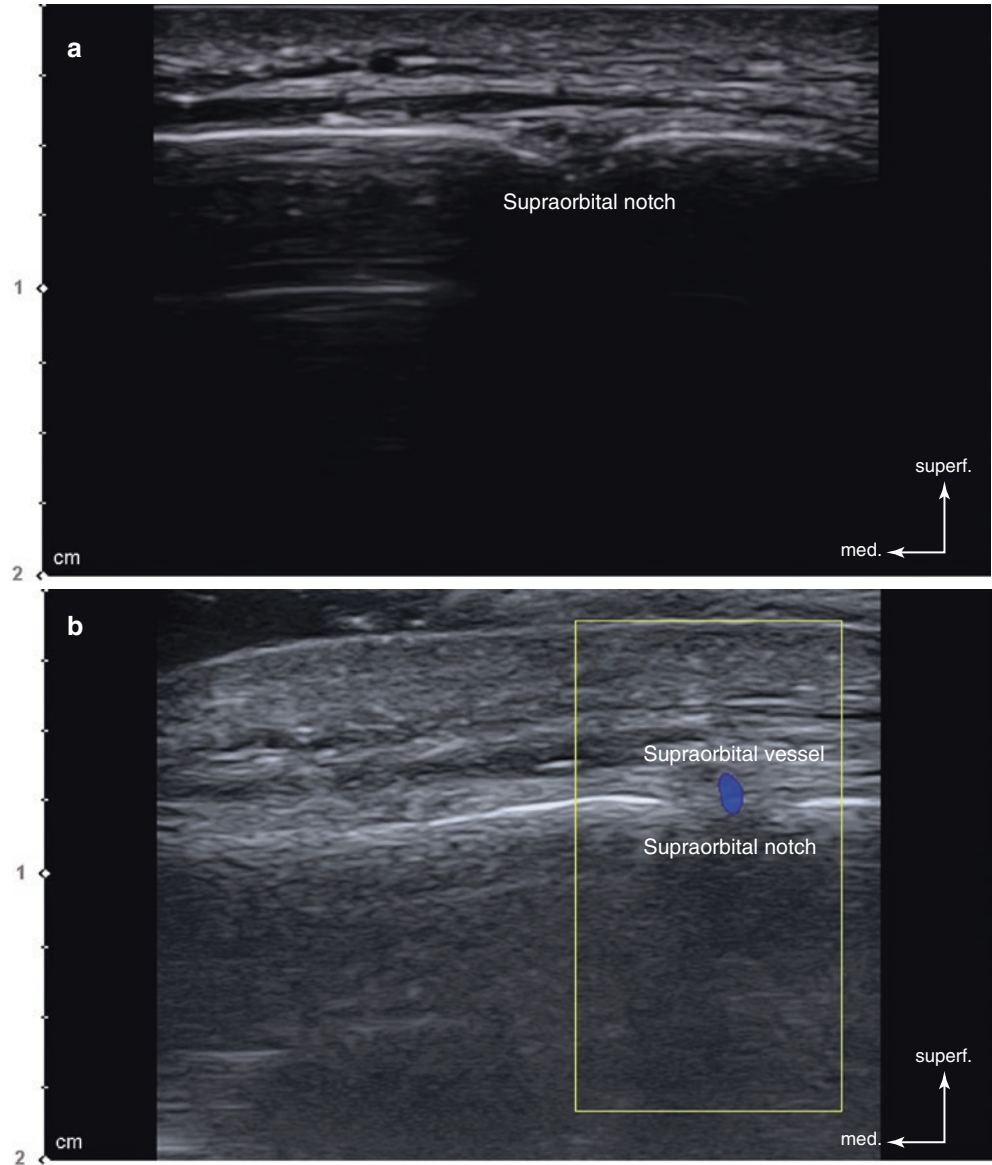 a
Supraorbital notch
1
superf.
med.
cm
2
b
Supraorbital vessel
Supraorbital notch
1
superf.
med.
cm
2